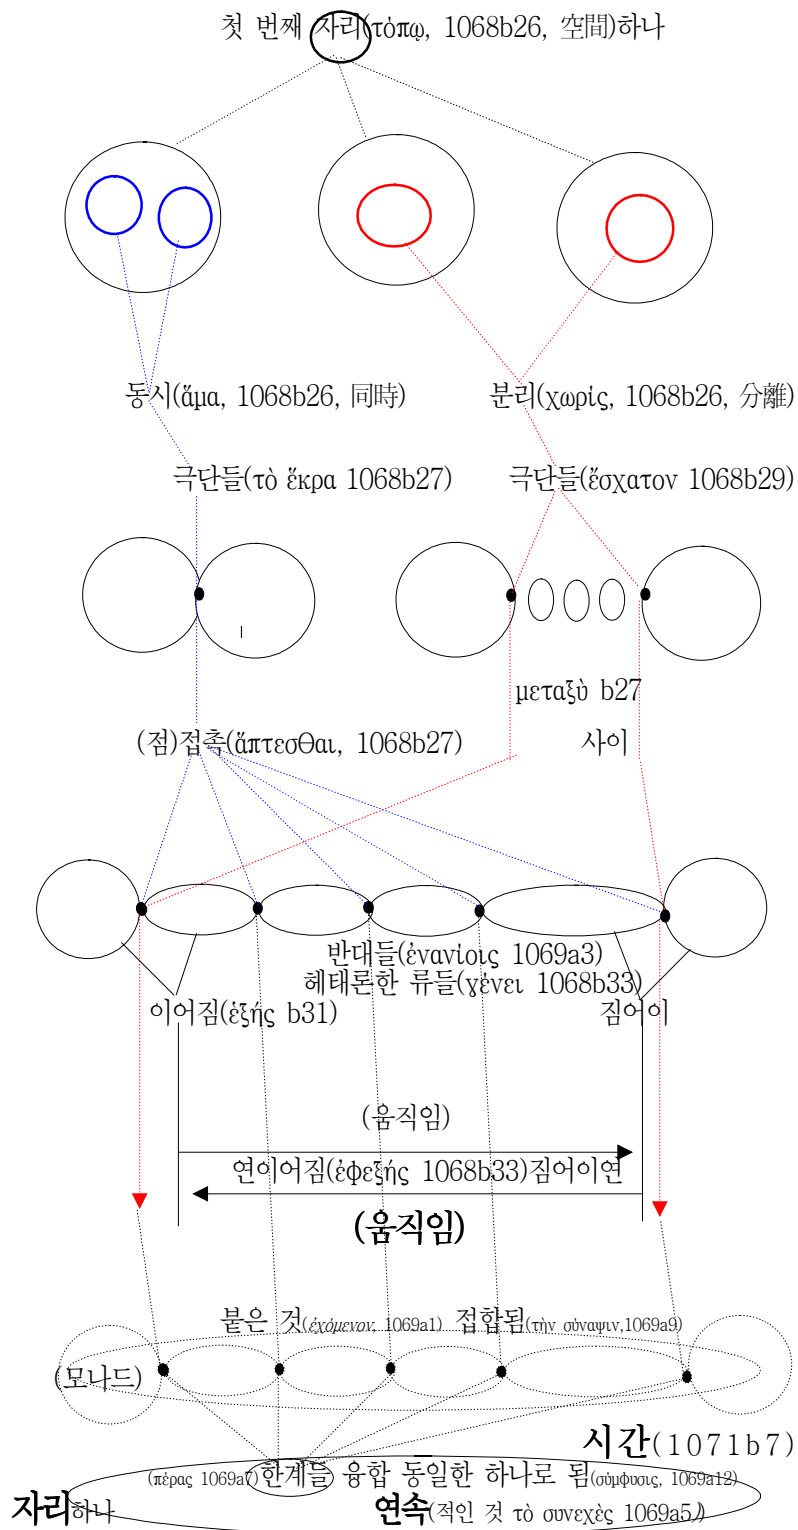 첫 번째 자리(τόπῳ, 1068b26, 空間)하나
동시(ἅμα, 1068b26, 同時)
분리(χωρίς, 1068b26, 分離)
극단들(τὸ ἔκρα 1068b27)
극단들(ἔσχατον 1068b29)
μεταξὺ b27
(점)접촉(ἅπτεσθαι, 1068b27)
사이
반대들(ἐνανίοις 1069a3)
헤태론한 류들(γένει 1068b33)
이어짐(ἑξής b31)
짐어이
(움직임)
연이어짐(ἐφεξής 1068b33)짐어이연
(움직임)
붙은 것(ἐχόμενον, 1069a1) 접합됨(τὴν σύναψιν,1069a9)
(모나드)
시간(1071b7)
(πέρας 1069a7)한계들 융합 동일한 하나로 됨(σύμφυσις, 1069a12)
자리하나
연속(적인 것 τὸ συνεχὲς 1069a5)